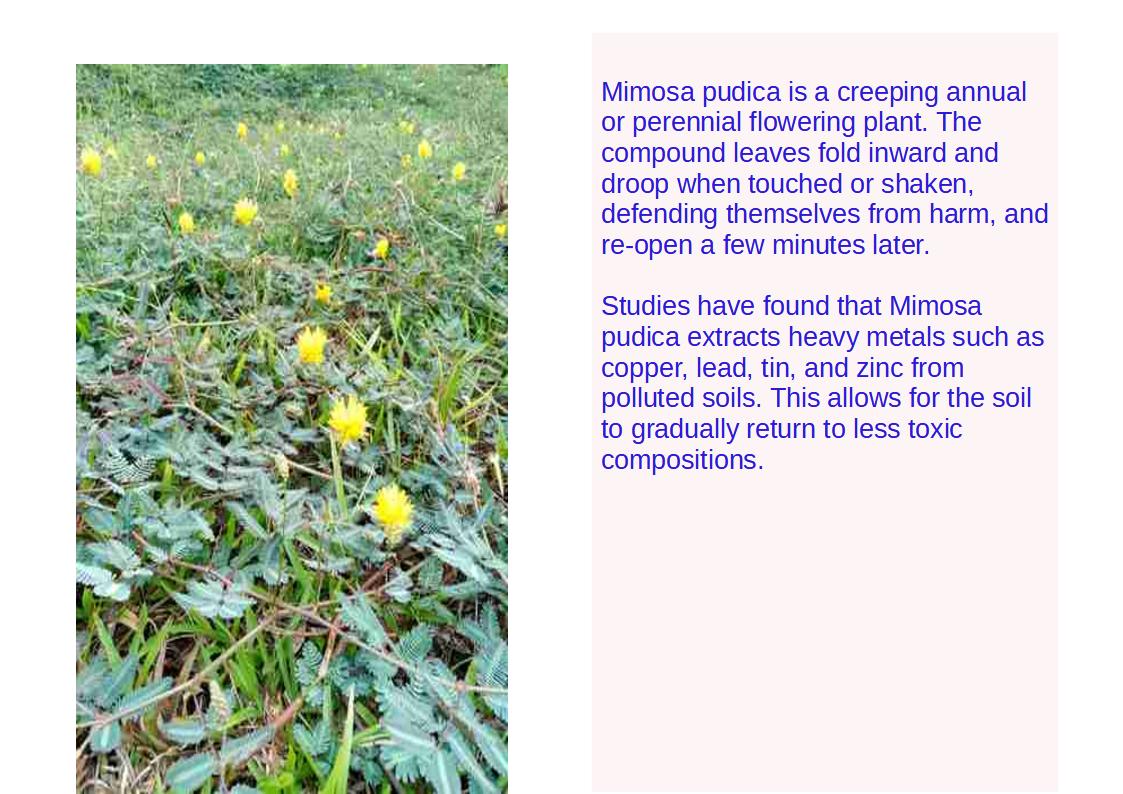 Mimosa pudica is a creeping annual
or perennial flowering plant. The
compound leaves fold inward and
droop when touched or shaken,
defending themselves from harm, and
re-open a few minutes later.
Studies have found that Mimosa
pudica extracts heavy metals such as
copper, lead, tin, and zinc from
polluted soils. This allows for the soil
to gradually return to less toxic
compositions.